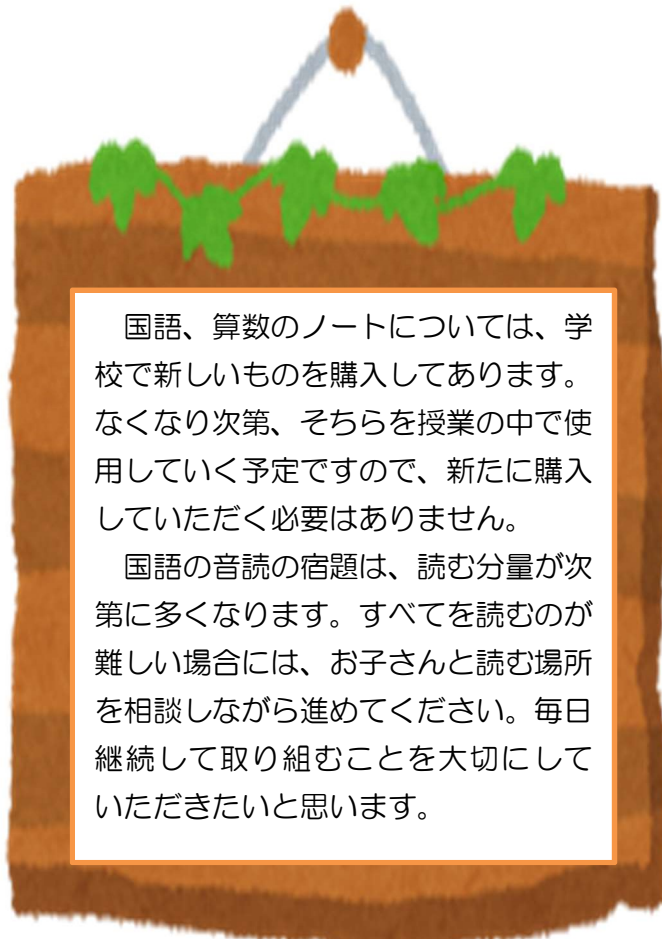 国語、算数のノートについては、学
校で新しいものを購入してあります。
なくなり次第、そちらを授業の中で使
用していく予定ですので、新たに購入
していただく必要はありません。
　国語の音読の宿題は、読む分量が次
第に多くなります。すべてを読むのが
難しい場合には、お子さんと読む場所
を相談しながら進めてください。毎日
継続して取り組むことを大切にして
いただきたいと思います。